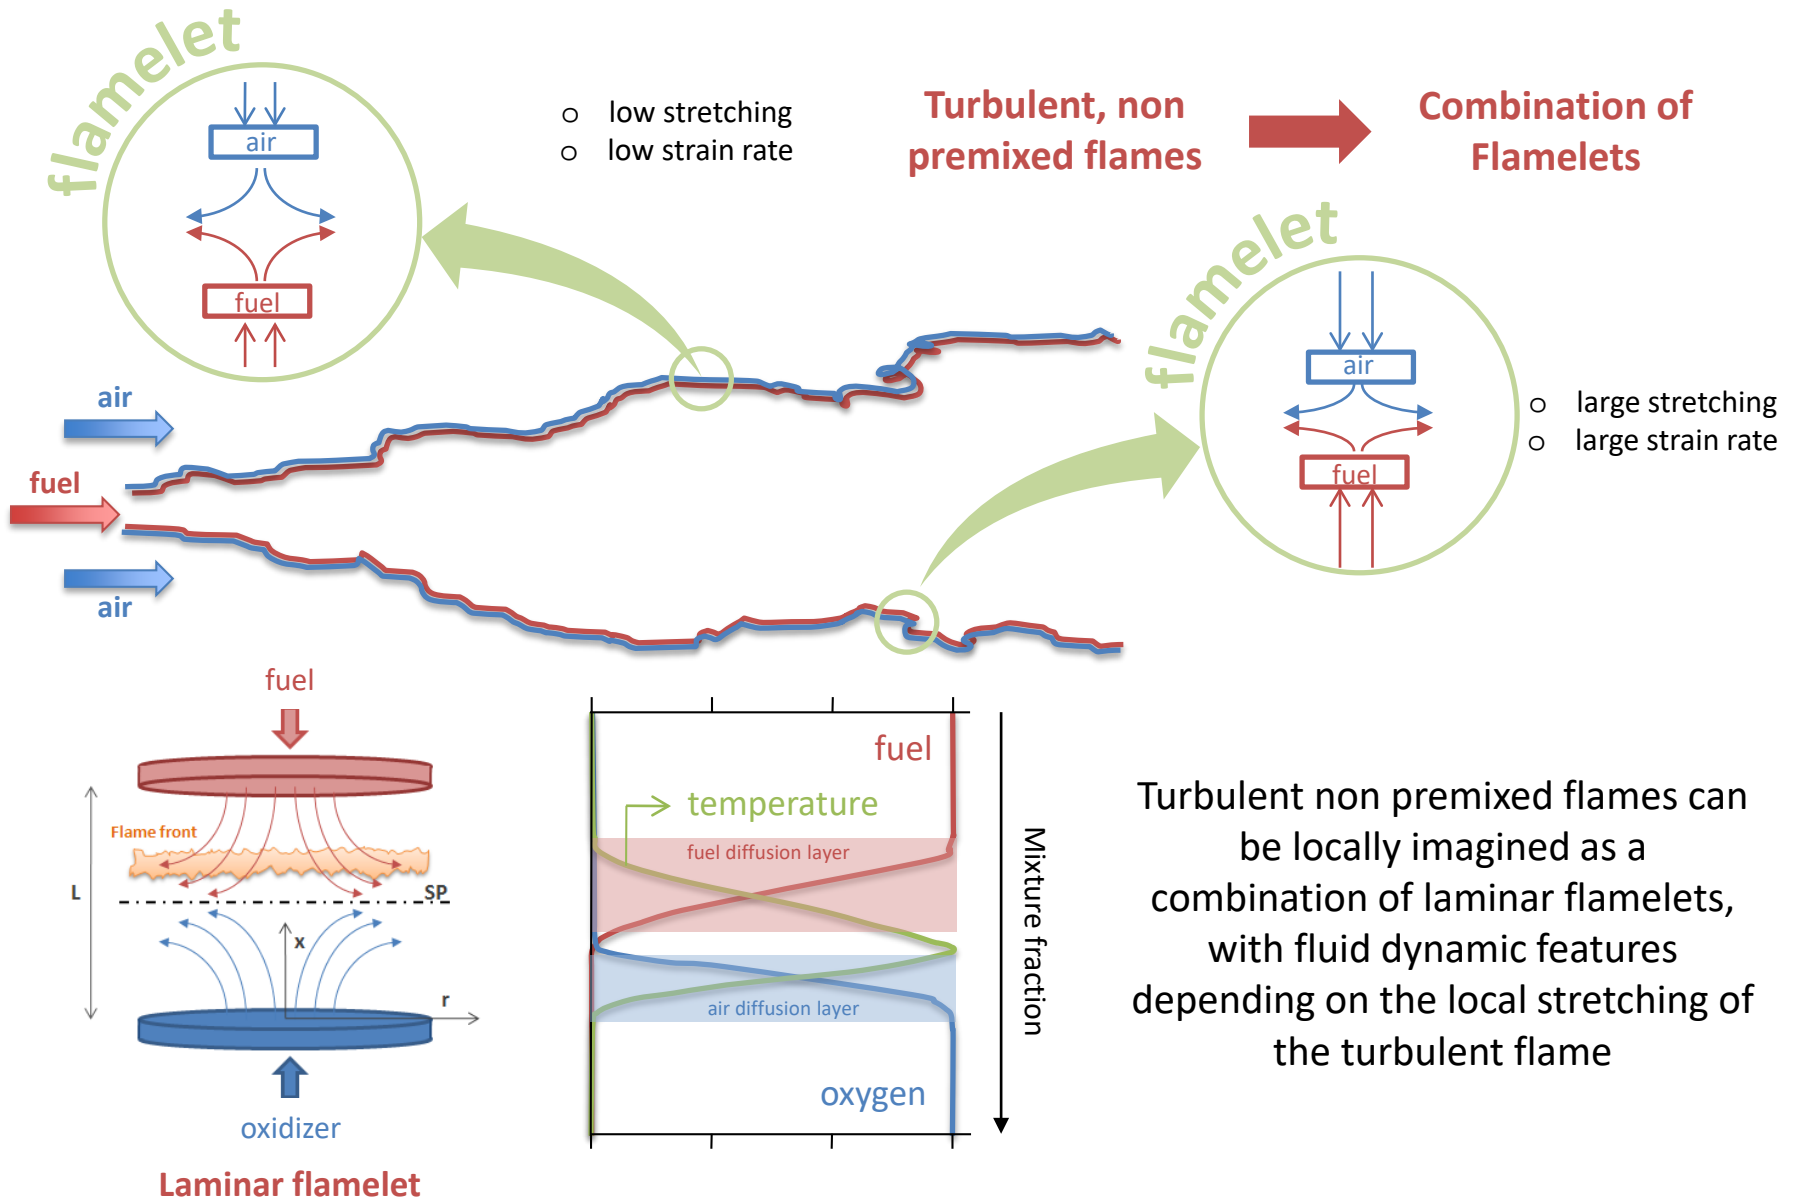 flamelet
air
fuel
o low stretching
o low strain rate
Turbulent, non
premixed flames
Combination of
Flamelets
flamelet
air
fuel
o large stretching
o large strain rate
air
fuel
air
fuel
Flame front
L
SP
x
r
oxidizer
Laminar flamelet
fuel
temperature
fuel diffusion layer
air diffusion layer
oxygen
Mixture fraction
Turbulent non premixed flames can
be locally imagined as a
combination of laminar flamelets,
with fluid dynamic features
depending on the local stretching of
the turbulent flame